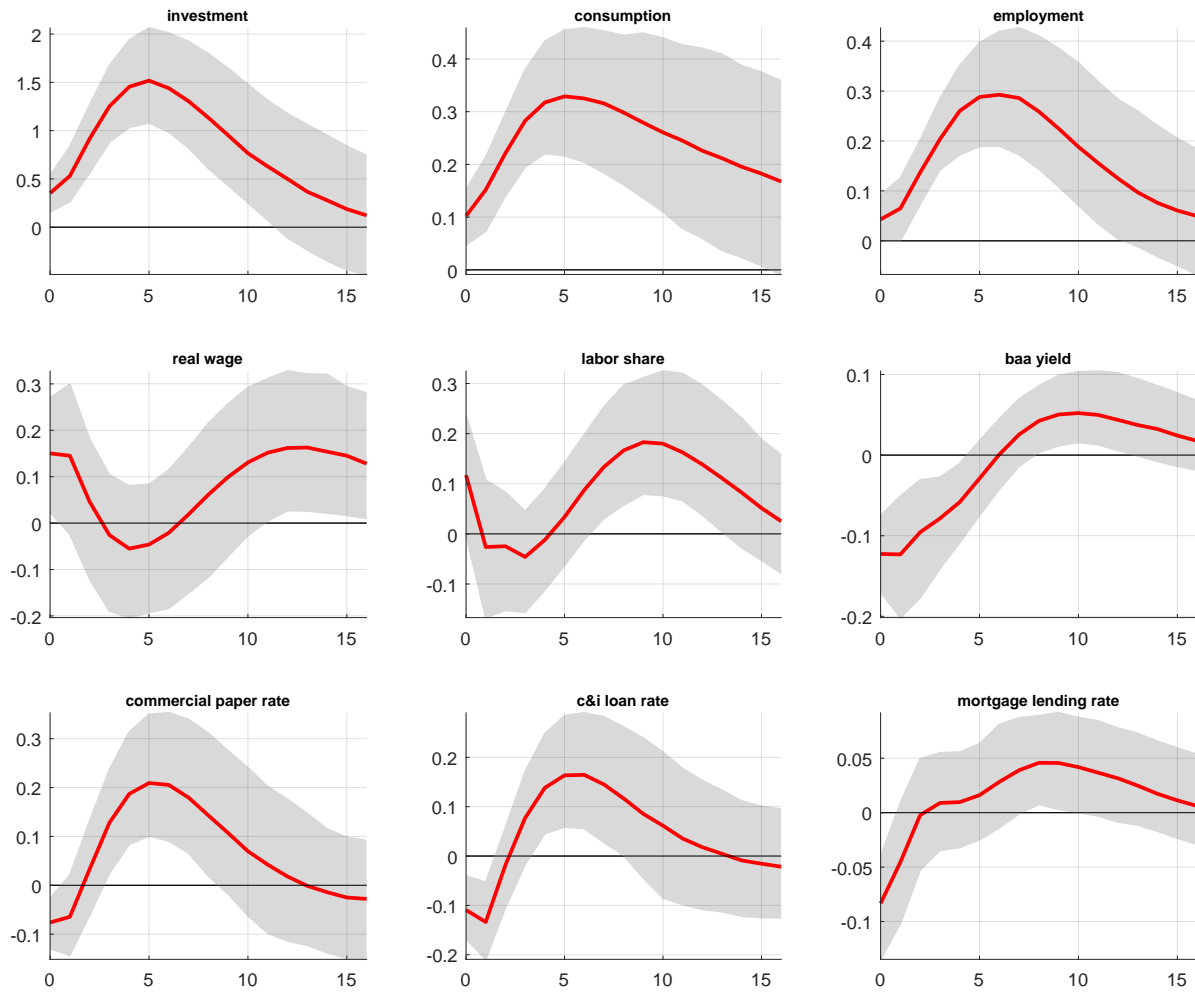 investment consumption employment
2 0.4 0.4
1.5 0.3 0.3
1 0.2 0.2
0.5 0.1 0.1
0 0 0
0 5 10 15 0 5 10 15 0 5 10 15
real wage labor share baa yield
0.3 0.3 0.1
0.2 0.2 0
0.1 0.1 -0.1
0 0 -0.2
-0.1 -0.1
-0.2
0 5 10 15 0 5 10 15 0 5 10 15
commercial paper rate c&i loan rate mortgage lending rate
0.3 0.2 0.05
0.2 0.1 0
0.1 0 -0.05
0 -0.1 -0.1
-0.1 -0.2
0 5 10 15 0 5 10 15 0 5 10 15